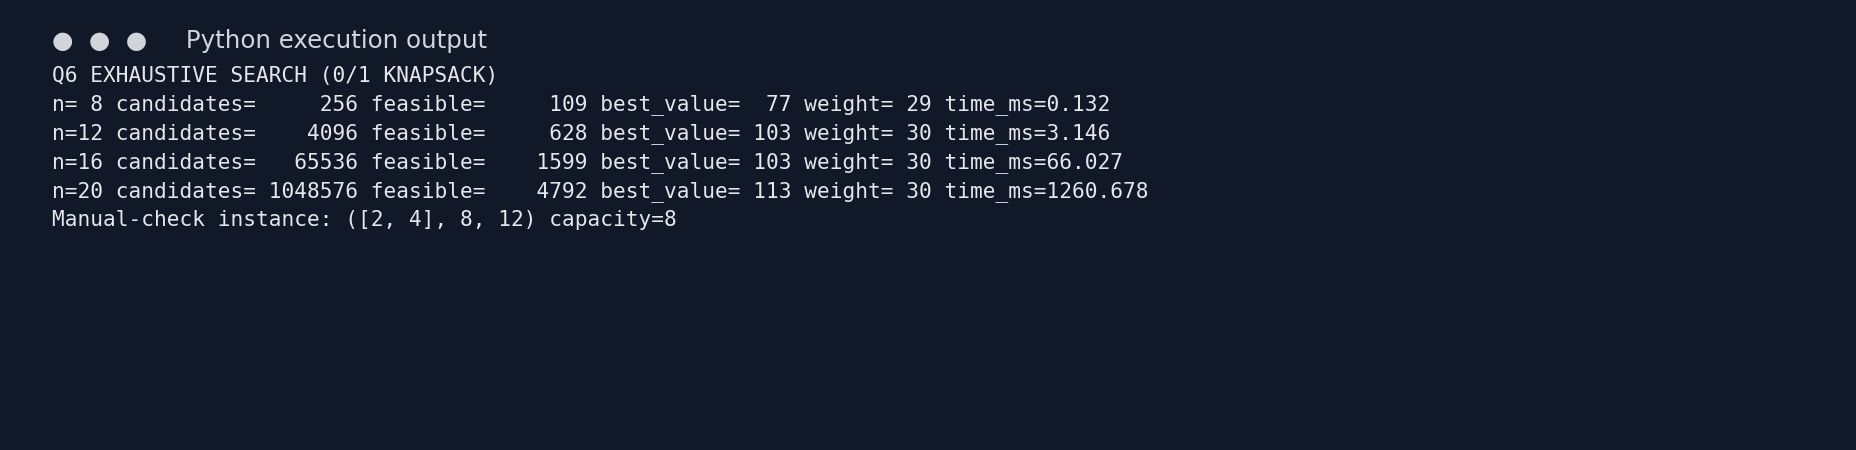 Python execution output
Q6 EXHAUSTIVE SEARCH (0/1 KNAPSACK)
n= 8 candidates=     256 feasible=     109 best_value=  77 weight= 29 time_ms=0.132
n=12 candidates=    4096 feasible=     628 best_value= 103 weight= 30 time_ms=3.146
n=16 candidates=   65536 feasible=    1599 best_value= 103 weight= 30 time_ms=66.027
n=20 candidates= 1048576 feasible=    4792 best_value= 113 weight= 30 time_ms=1260.678
Manual-check instance: ([2, 4], 8, 12) capacity=8